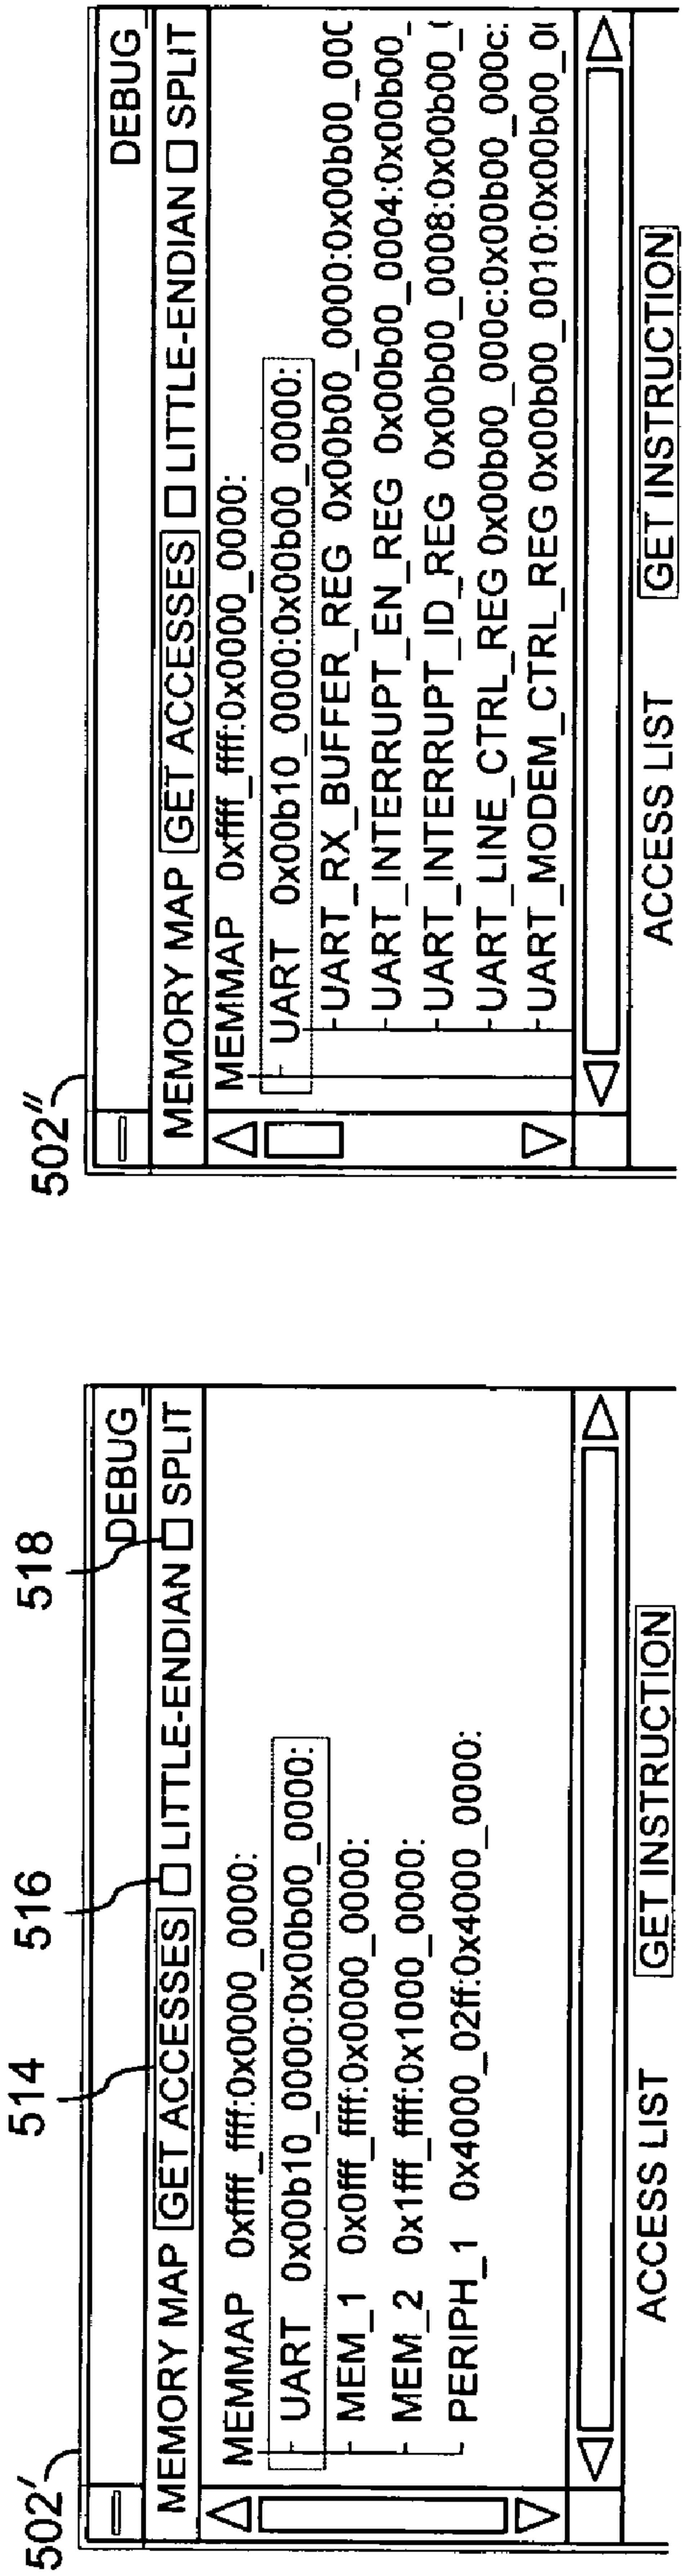 502'
514
516
518
DEBUG
MEMORY MAP GET ACCESSES LITTLE-ENDIAN SPLIT
MEMMAP 0xffff_ffff:0x0000_0000:
UART 0x00b10_0000:0x00b00_0000:
MEM_1 0x0fff_ffff:0x0000_0000:
MEM_2 0x1fff_ffff:0x1000_0000:
PERIPH_1 0x4000_02ff:0x4000_0000:
ACCESS LIST GET INSTRUCTION
502"
DEBUG
MEMORY MAP GET ACCESSES LITTLE-ENDIAN SPLIT
MEMMAP 0xffff_ffff:0x0000_0000:
UART 0x00b10_0000:0x00b00_0000:
UART_RX_BUFFER_REG 0x00b00_0000:0x00b00_000
UART_INTERRUPT_EN_REG 0x00b00_0004:0x00b00_
UART_INTERRUPT_ID_REG 0x00b00_0008:0x00b00_(
UART_LINE_CTRL_REG 0x00b00_000c:0x00b00_000c:
UART_MODEM_CTRL_REG 0x00b00_0010:0x00b00_0(
ACCESS LIST GET INSTRUCTION